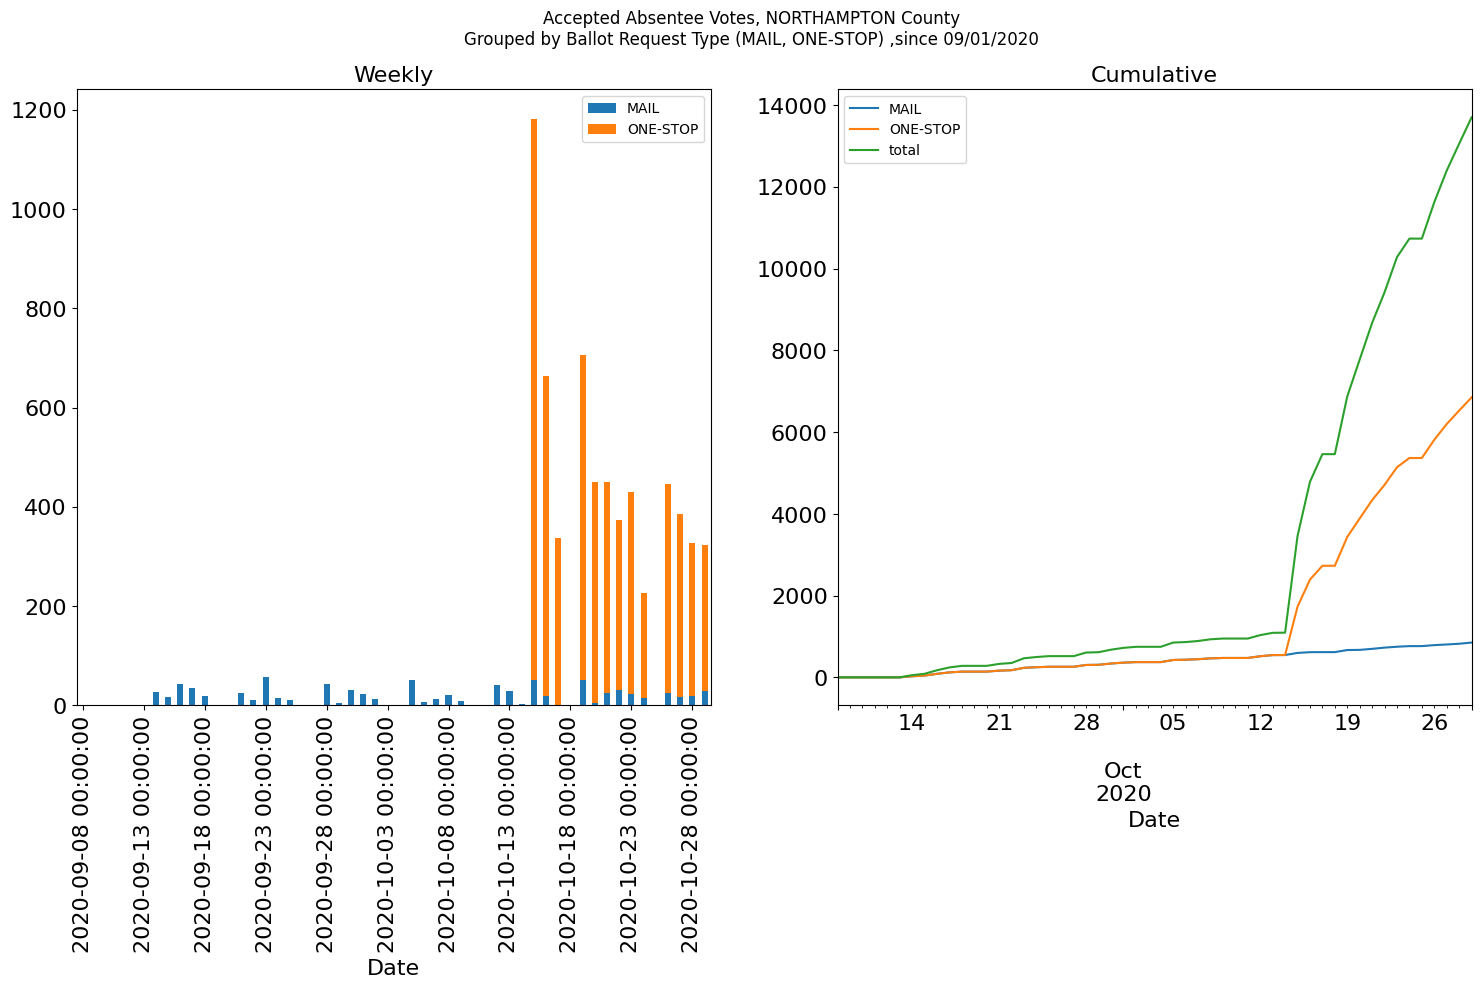 Accepted Absentee Votes, NORTHAMPTON County
Grouped by Ballot Request Type (MAIL, ONE-STOP) ,since 09/01/2020
Weekly
1200
1000
800
600
400
200
0
MAIL
ONE-STOP
2020-09-08 00:00:00
2020-09-13 00:00:00
2020-09-18 00:00:00
2020-09-23 00:00:00
2020-09-28 00:00:00
2020-10-03 00:00:00
2020-10-08 00:00:00
2020-10-13 00:00:00
2020-10-18 00:00:00
2020-10-23 00:00:00
2020-10-28 00:00:00
Date
Cumulative
14000
12000
10000
8000
6000
4000
2000
0
MAIL
ONE-STOP
total
14 21 28 05 12 19 26
Oct
2020
Date